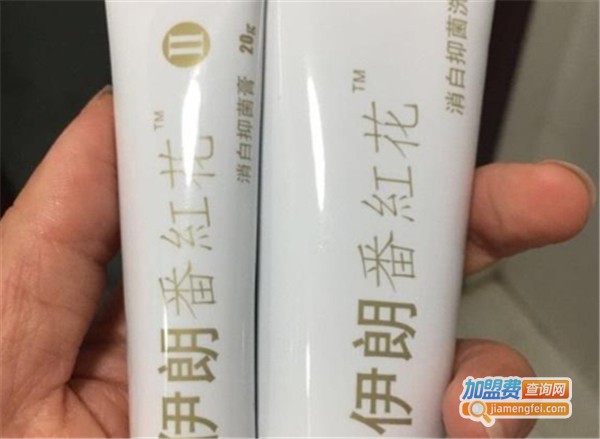 伊朗番紅花™
消白抑菌膏 20g
II
伊朗番紅花™
消白抑菌洗
加盟费查询网
jiamengfei.com